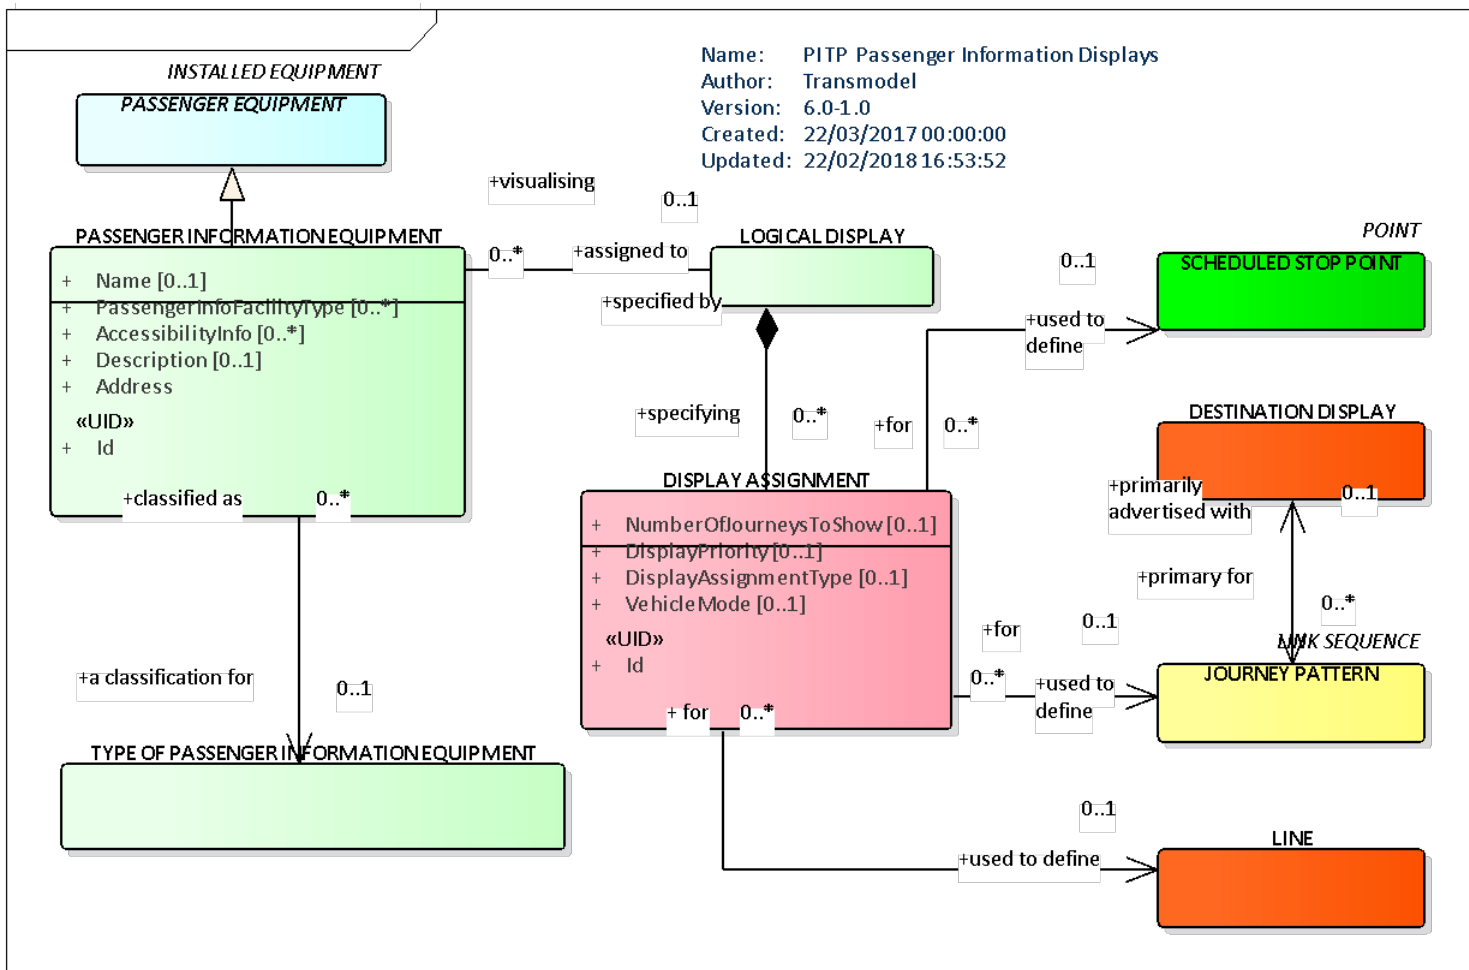 Name: PITP Passenger Information Displays
Author: Transmodel
Version: 6.0-1.0
Created: 22/03/2017 00:00:00
Updated: 22/02/2018 16:53:52
INSTALLED EQUIPMENT
PASSENGER EQUIPMENT
+visualising
0..1
PASSENGER INFORMATION EQUIPMENT
+ Name [0..1]
+ PassengerInfoFacilityType [0..*]
+ AccessibilityInfo [0..*]
+ Description [0..1]
+ Address
«UID»
+ Id
0..*
+assigned to
LOGICAL DISPLAY
+specified by
POINT
SCHEDULED STOP POINT
0..1
+used to
define
+specifying
0..*
+for
0..*
DESTINATION DISPLAY
+primarily
advertised with
0..1
+primary for
0..*
+classified as
0..*
DISPLAY ASSIGNMENT
+ NumberOfJourneysToShow [0..1]
+ DisplayPriority [0..1]
+ DisplayAssignmentType [0..1]
+ VehicleMode [0..1]
«UID»
+ Id
+for
0..1
0..*
+used to
define
LINK SEQUENCE
JOURNEY PATTERN
+a classification for
0..1
+ for
0..*
TYPE OF PASSENGER INFORMATION EQUIPMENT
0..1
+used to define
LINE